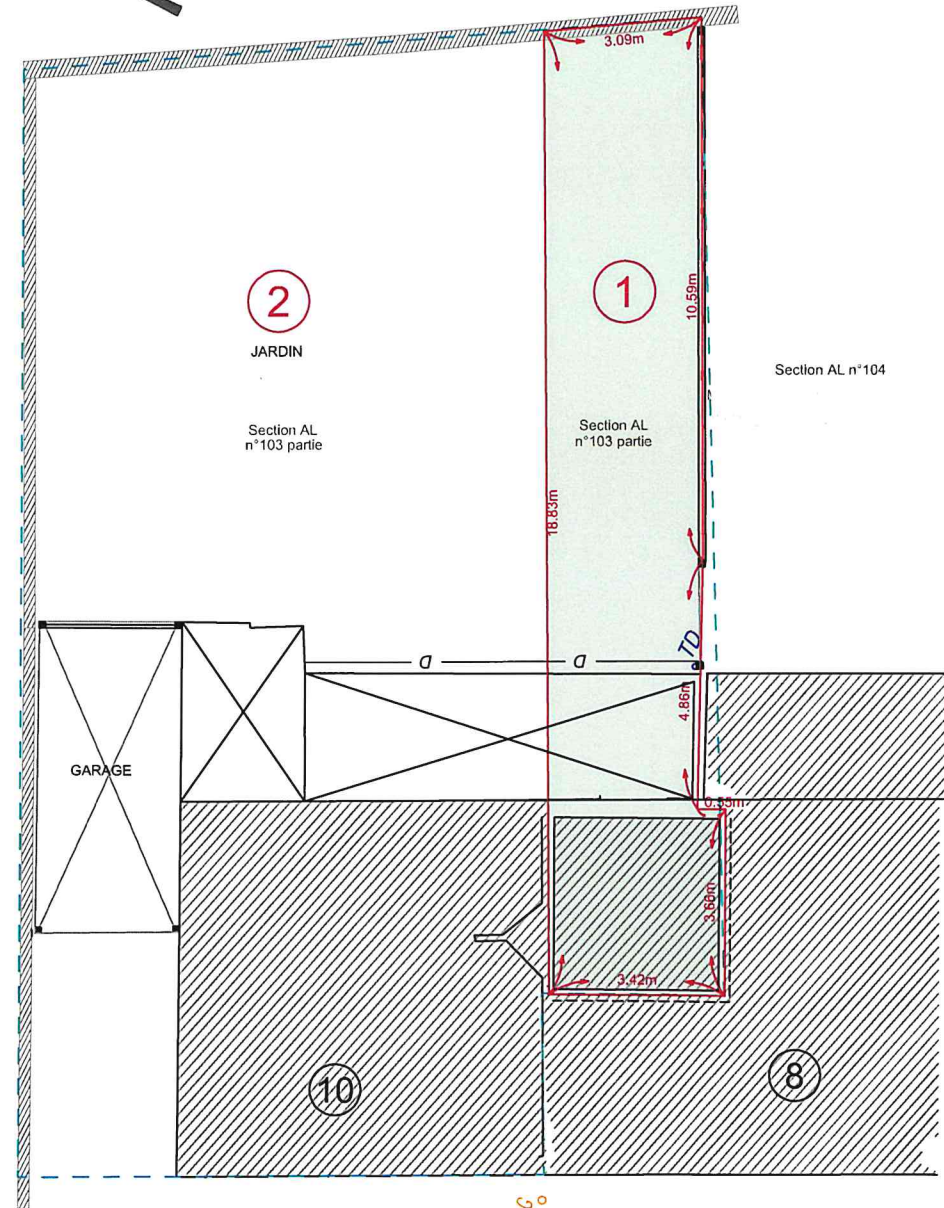 3.09m
2
1
10.59m
JARDIN
Section AL n°104
Section AL
n°103 partie
Section AL
n°103 partie
18.83m
TD
a
a
4.86m
GARAGE
0.55m
3.66m
3.42m
10
8